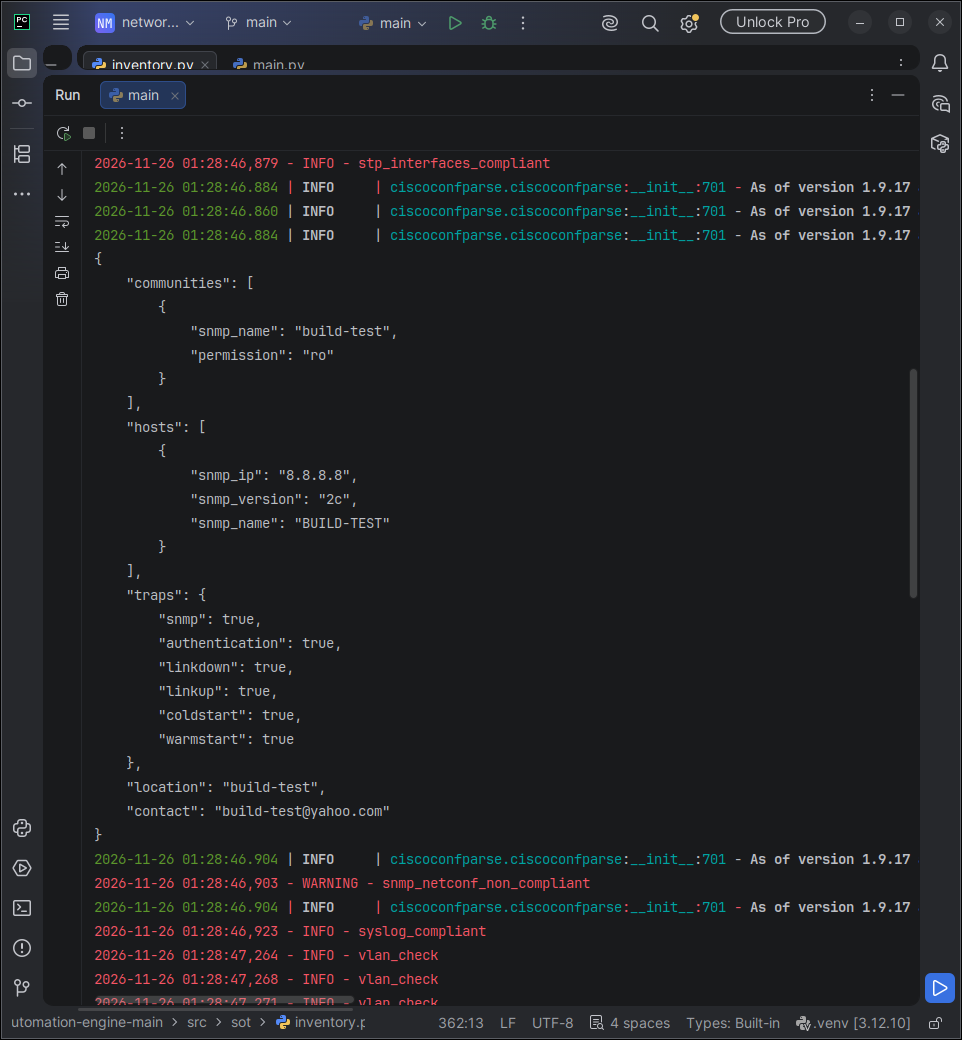 PC
NM networ... main main Unlock Pro
inventory.py main.py
Run main
2026-11-26 01:28:46,879 - INFO - stp_interfaces_compliant
2026-11-26 01:28:46.884 | INFO     | ciscoconfparse.ciscoconfparse:__init__:701 - As of version 1.9.17
2026-11-26 01:28:46.860 | INFO     | ciscoconfparse.ciscoconfparse:__init__:701 - As of version 1.9.17
2026-11-26 01:28:46.884 | INFO     | ciscoconfparse.ciscoconfparse:__init__:701 - As of version 1.9.17
{
    "communities": [
        {
            "snmp_name": "build-test",
            "permission": "ro"
        }
    ],
    "hosts": [
        {
            "snmp_ip": "8.8.8.8",
            "snmp_version": "2c",
            "snmp_name": "BUILD-TEST"
        }
    ],
    "traps": {
        "snmp": true,
        "authentication": true,
        "linkdown": true,
        "linkup": true,
        "coldstart": true,
        "warmstart": true
    },
    "location": "build-test",
    "contact": "build-test@yahoo.com"
}
2026-11-26 01:28:46.904 | INFO     | ciscoconfparse.ciscoconfparse:__init__:701 - As of version 1.9.17
2026-11-26 01:28:46,903 - WARNING - snmp_netconf_non_compliant
2026-11-26 01:28:46.904 | INFO     | ciscoconfparse.ciscoconfparse:__init__:701 - As of version 1.9.17
2026-11-26 01:28:46,923 - INFO - syslog_compliant
2026-11-26 01:28:47,264 - INFO - vlan_check
2026-11-26 01:28:47,268 - INFO - vlan_check
2026-11-26 01:28:47,271 - INFO - vlan_check
utomation-engine-main > src > sot > inventory.p 362:13 LF UTF-8 4 spaces Types: Built-in .venv [3.12.10]